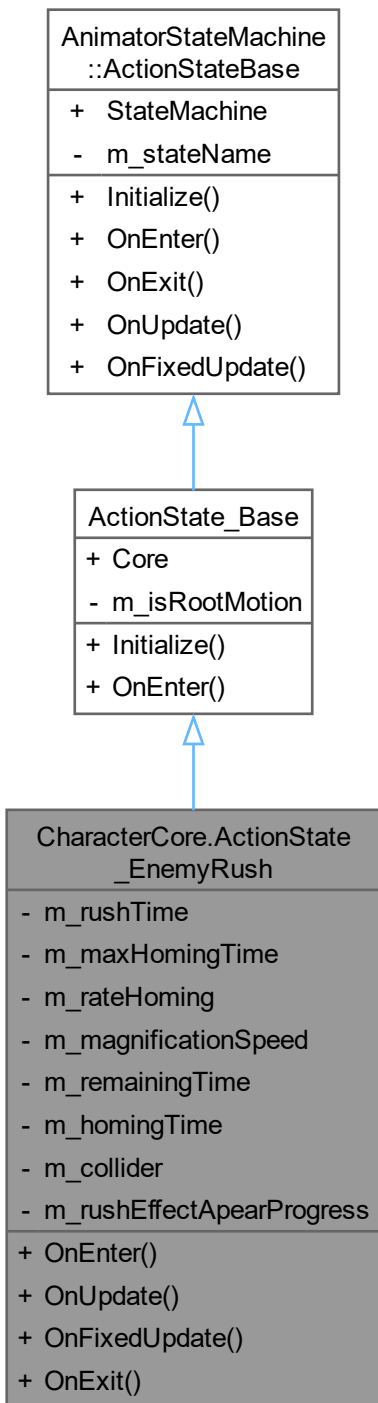 AnimatorStateMachine
::ActionStateBase
+ StateMachine
- m_stateName
+ Initialize()
+ OnEnter()
+ OnExit()
+ OnUpdate()
+ OnFixedUpdate()
ActionState_Base
+ Core
- m_isRootMotion
+ Initialize()
+ OnEnter()
CharacterCore.ActionState
_EnemyRush
- m_rushTime
- m_maxHomingTime
- m_rateHoming
- m_magnificationSpeed
- m_remainingTime
- m_homingTime
- m_collider
- m_rushEffectApearProgress
+ OnEnter()
+ OnUpdate()
+ OnFixedUpdate()
+ OnExit()